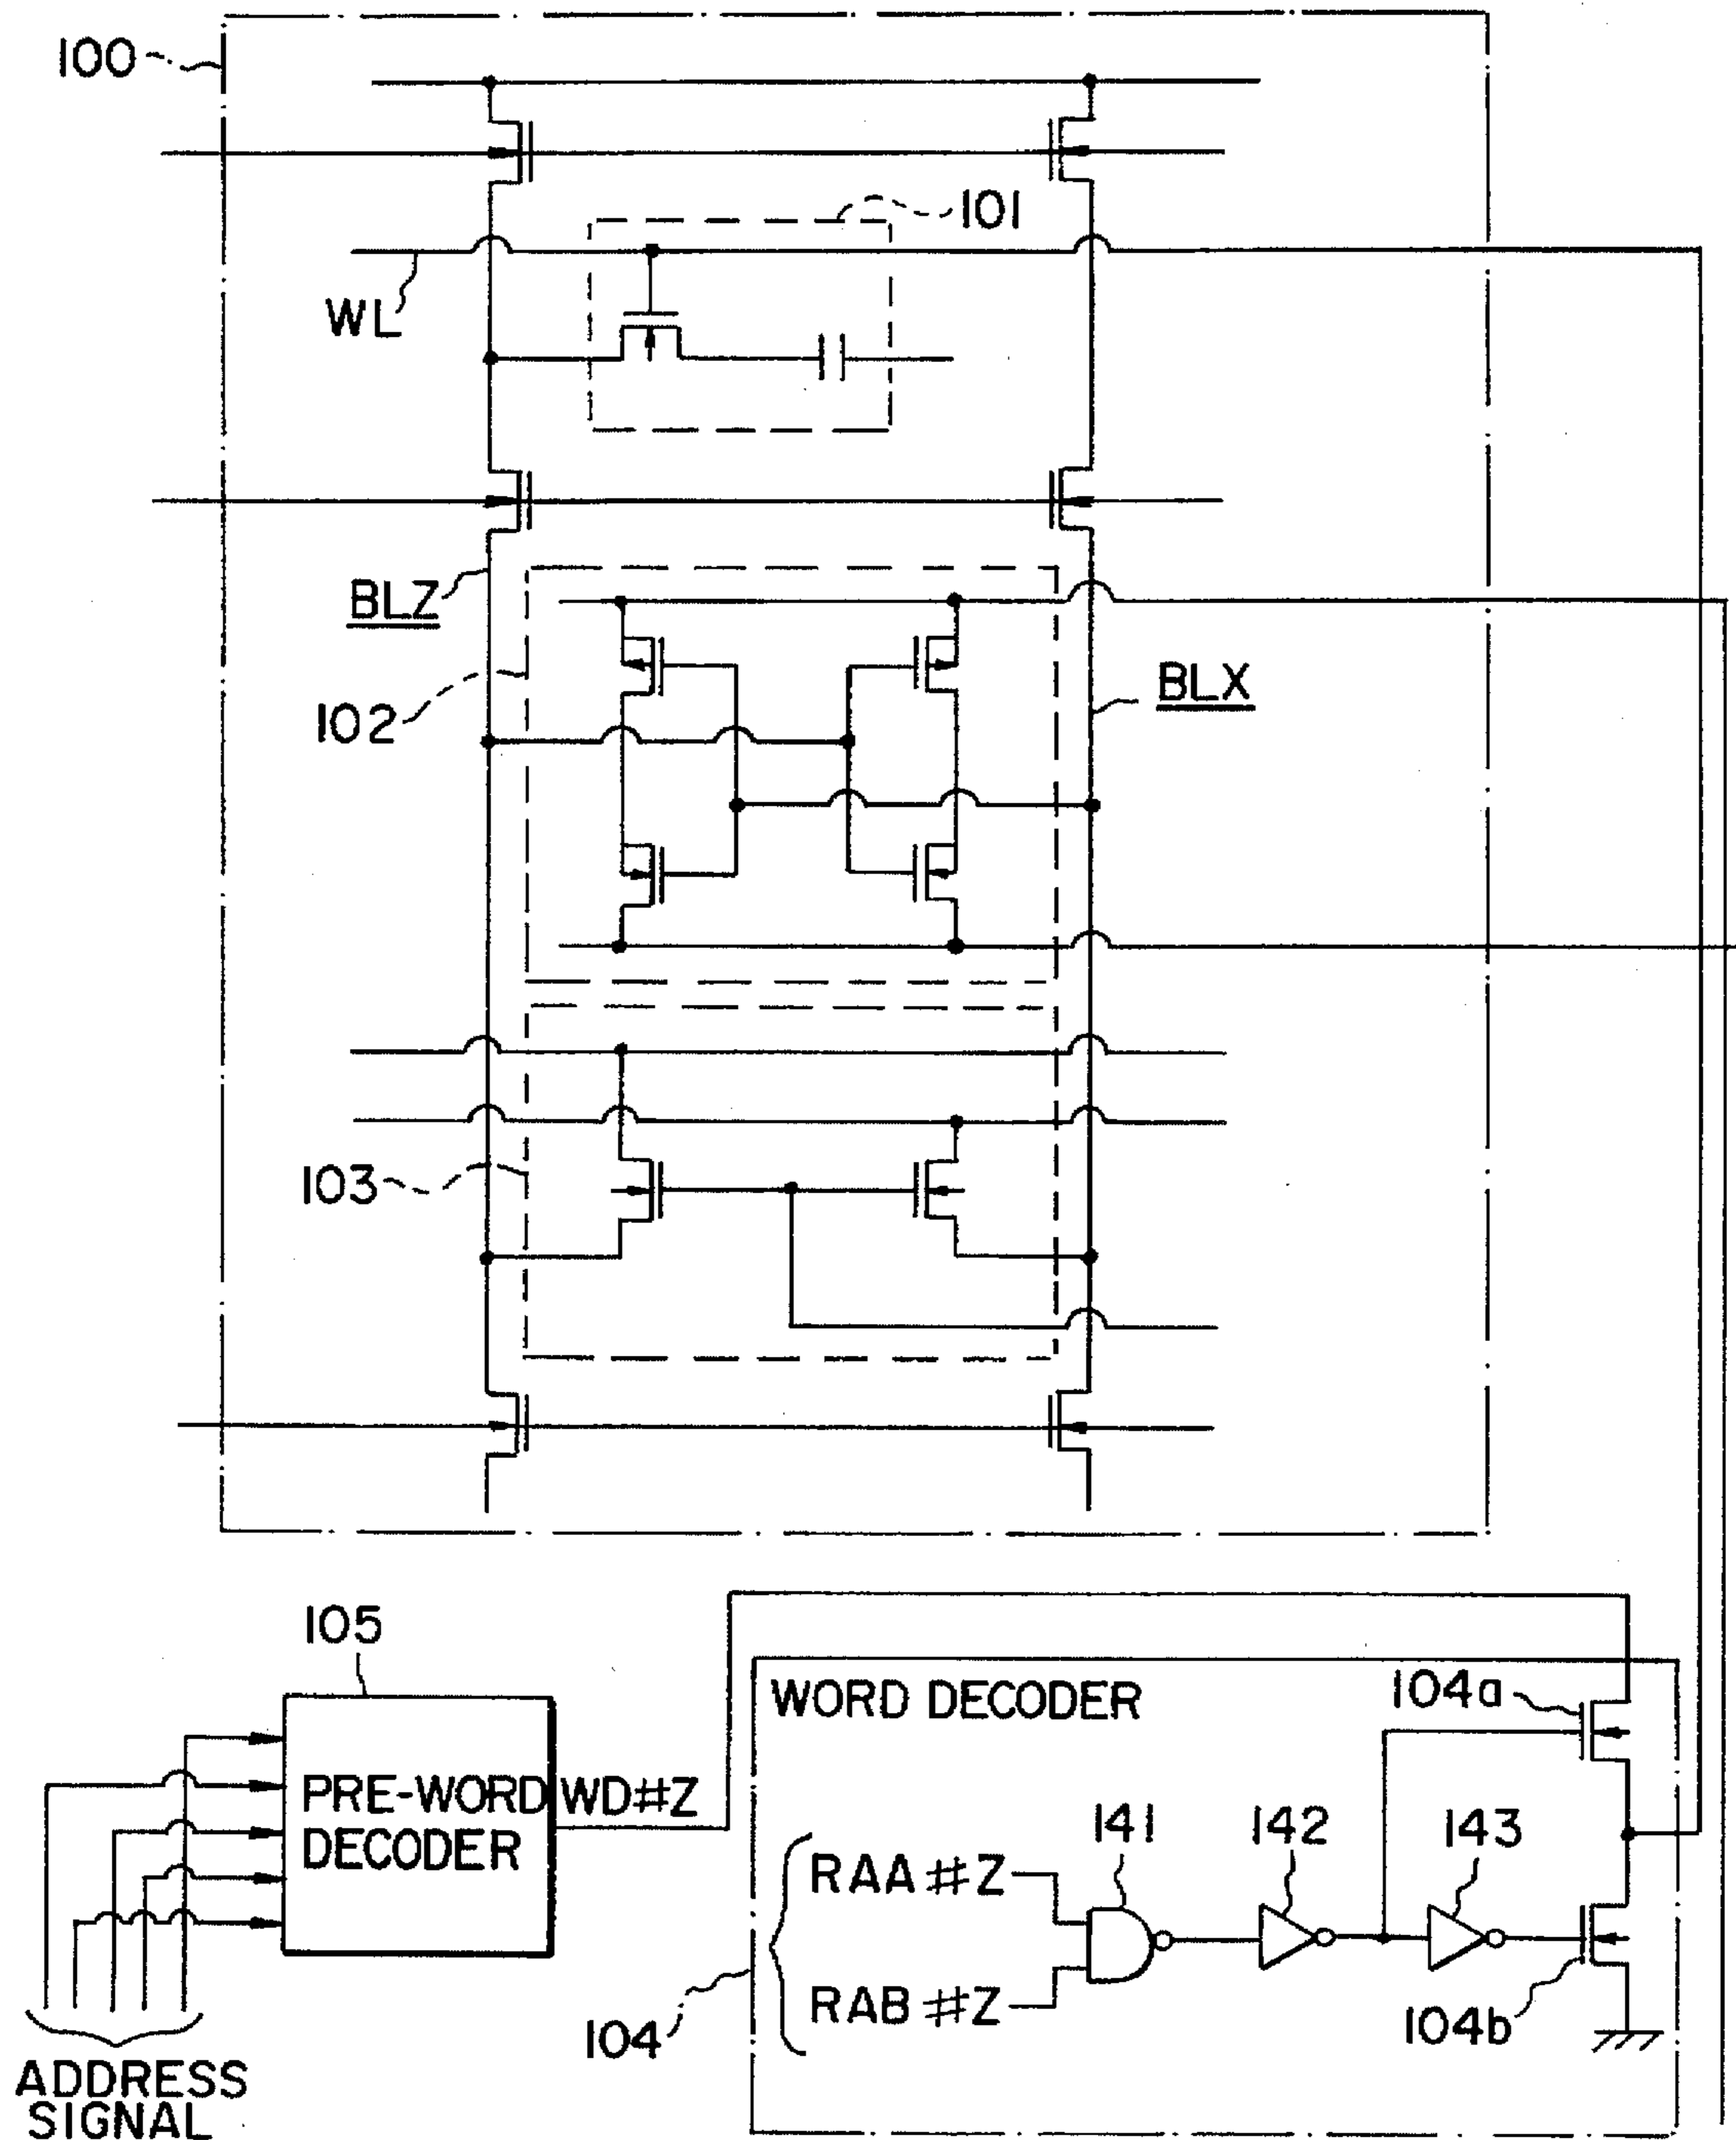 100
101
WL
BLZ
BLX
102
103
105
WORD DECODER
104a
PRE-WORD
DECODER
WD#Z
141
142
143
RAA #Z
RAB #Z
104
104b
ADDRESS
SIGNAL